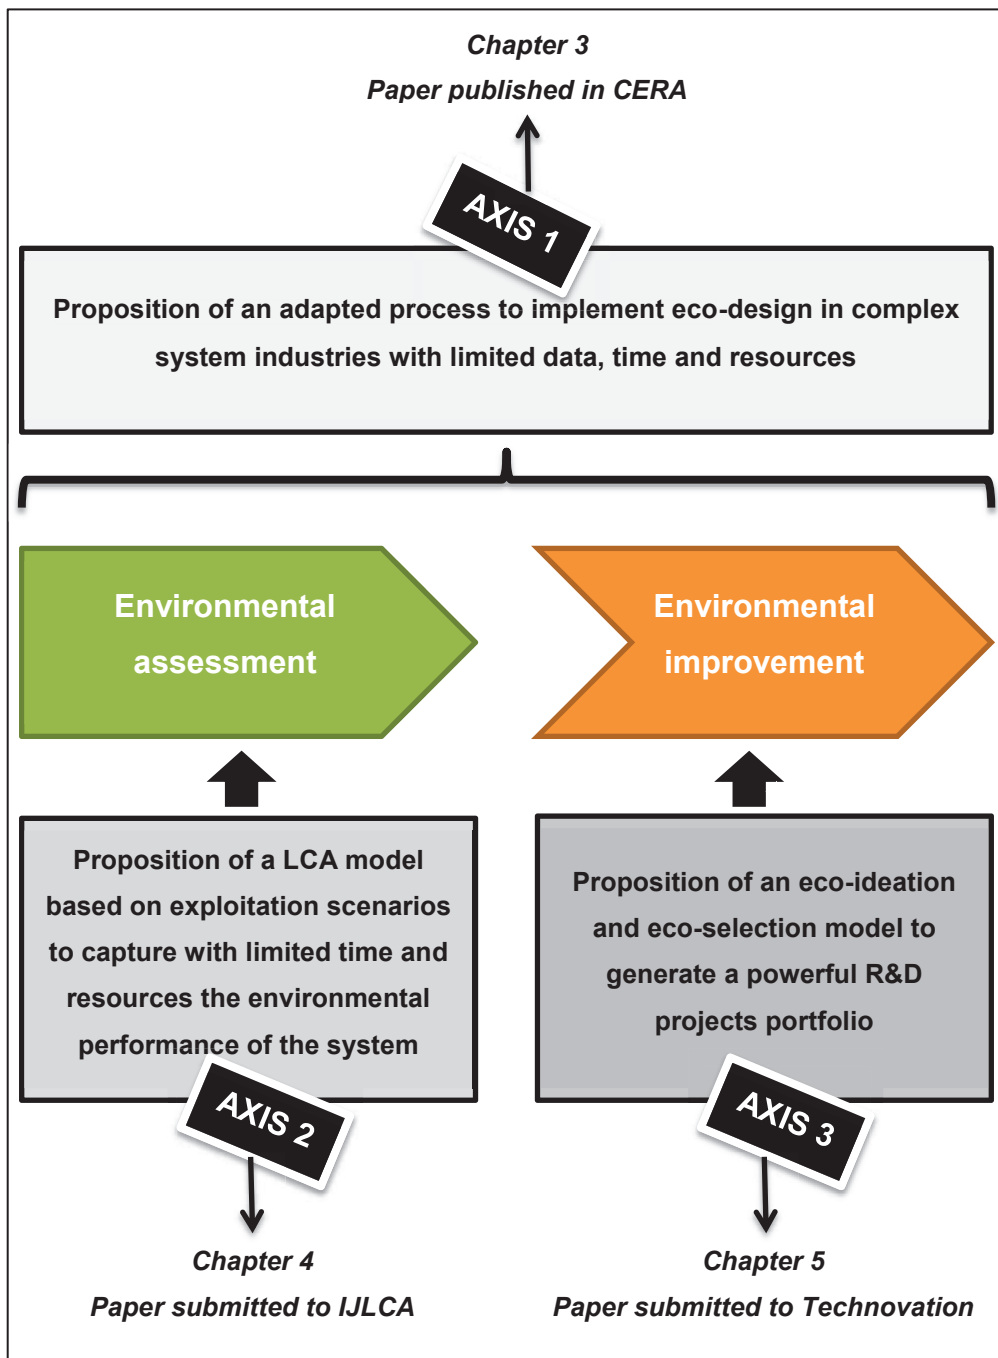 Chapter 3
Paper published in CERA
AXIS 1
Proposition of an adapted process to implement eco-design in complex
system industries with limited data, time and resources
Environmental
assessment
Environmental
improvement
Proposition of a LCA model
based on exploitation scenarios
to capture with limited time and
resources the environmental
performance of the system
Proposition of an eco-ideation
and eco-selection model to
generate a powerful R&D
projects portfolio
AXIS 2
AXIS 3
Chapter 4
Paper submitted to IJLCA
Chapter 5
Paper submitted to Technovation